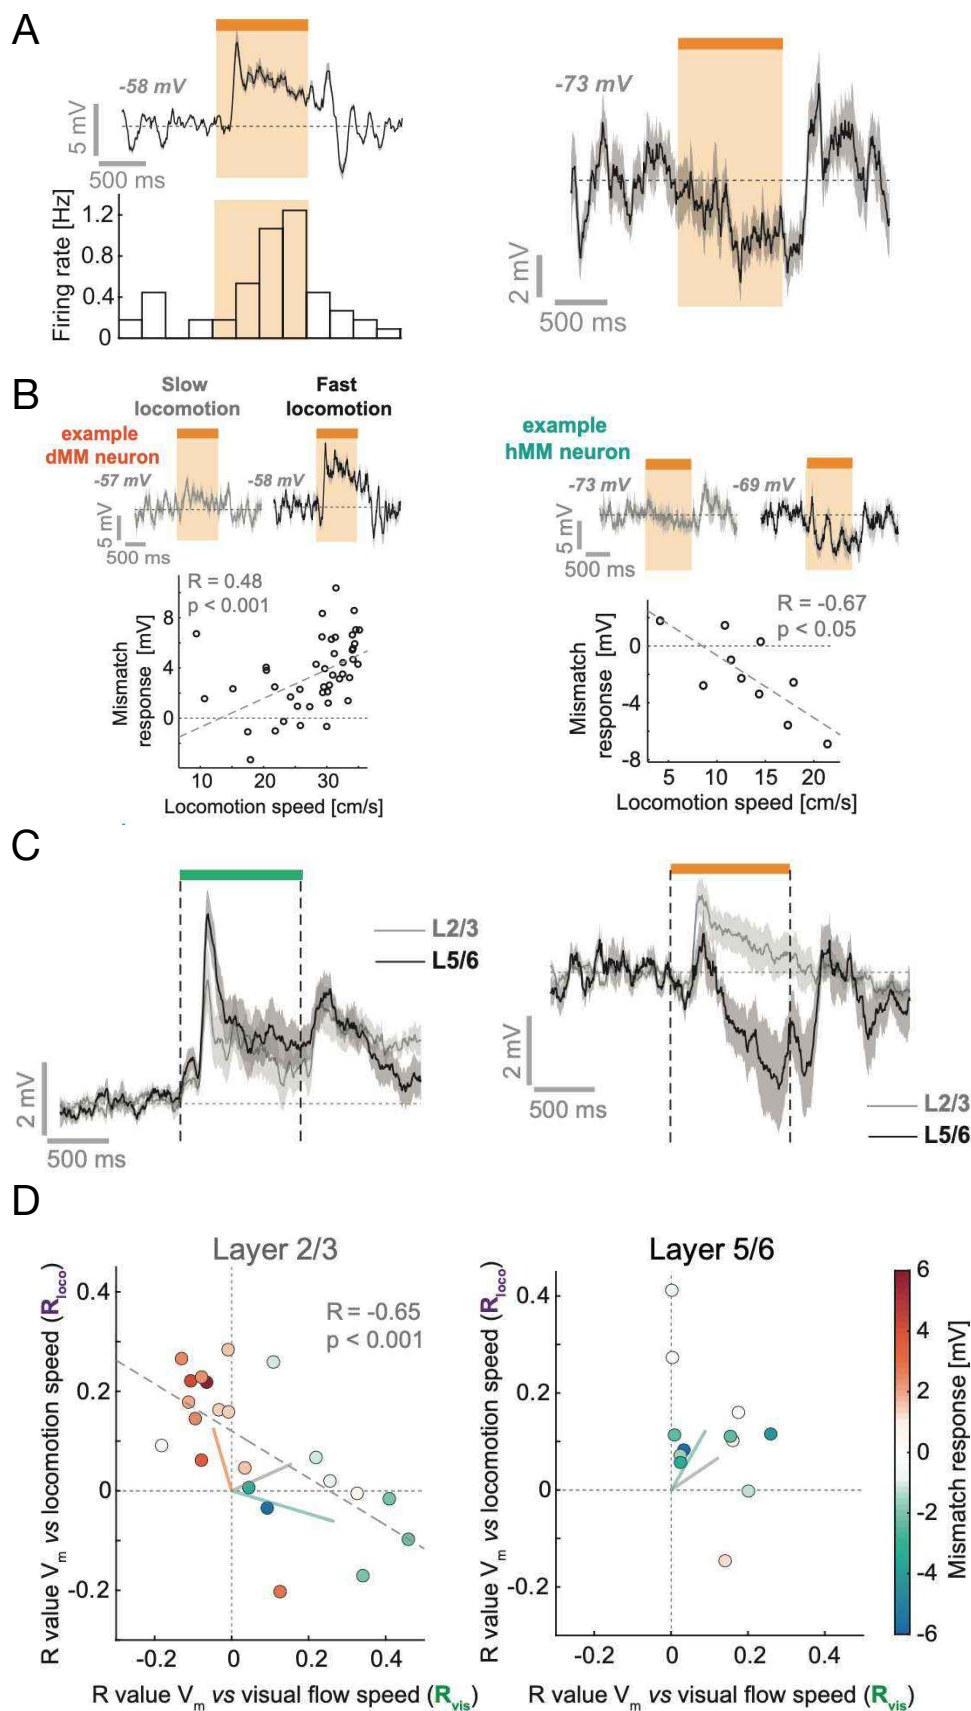 A
-58 mV
5 mV
500 ms
Firing rate [Hz]
1.2
0.8
0.4
0
-73 mV
2 mV
500 ms
B
Slow
locomotion
Fast
locomotion
example
dMM neuron
-57 mV
-58 mV
5 mV
500 ms
R = 0.48
p < 0.001
Mismatch
response [mV]
8
4
0
10
20
30
Locomotion speed [cm/s]
example
hMM neuron
-73 mV
-69 mV
5 mV
500 ms
R = -0.67
p < 0.05
Mismatch
response [mV]
0
-4
-8
5
10
15
20
Locomotion speed [cm/s]
C
L2/3
L5/6
2 mV
500 ms
2 mV
500 ms
L2/3
L5/6
D
Layer 2/3
R = -0.65
p < 0.001
R value Vm vs locomotion speed (Rloco)
0.4
0.2
0
-0.2
-0.2
0
0.2
0.4
R value Vm vs visual flow speed (Rvis)
Layer 5/6
R value Vm vs locomotion speed (Rloco)
0.4
0.2
0
-0.2
-0.2
0
0.2
0.4
R value Vm vs visual flow speed (Rvis)
6
4
2
0
-2
-4
-6
Mismatch response [mV]